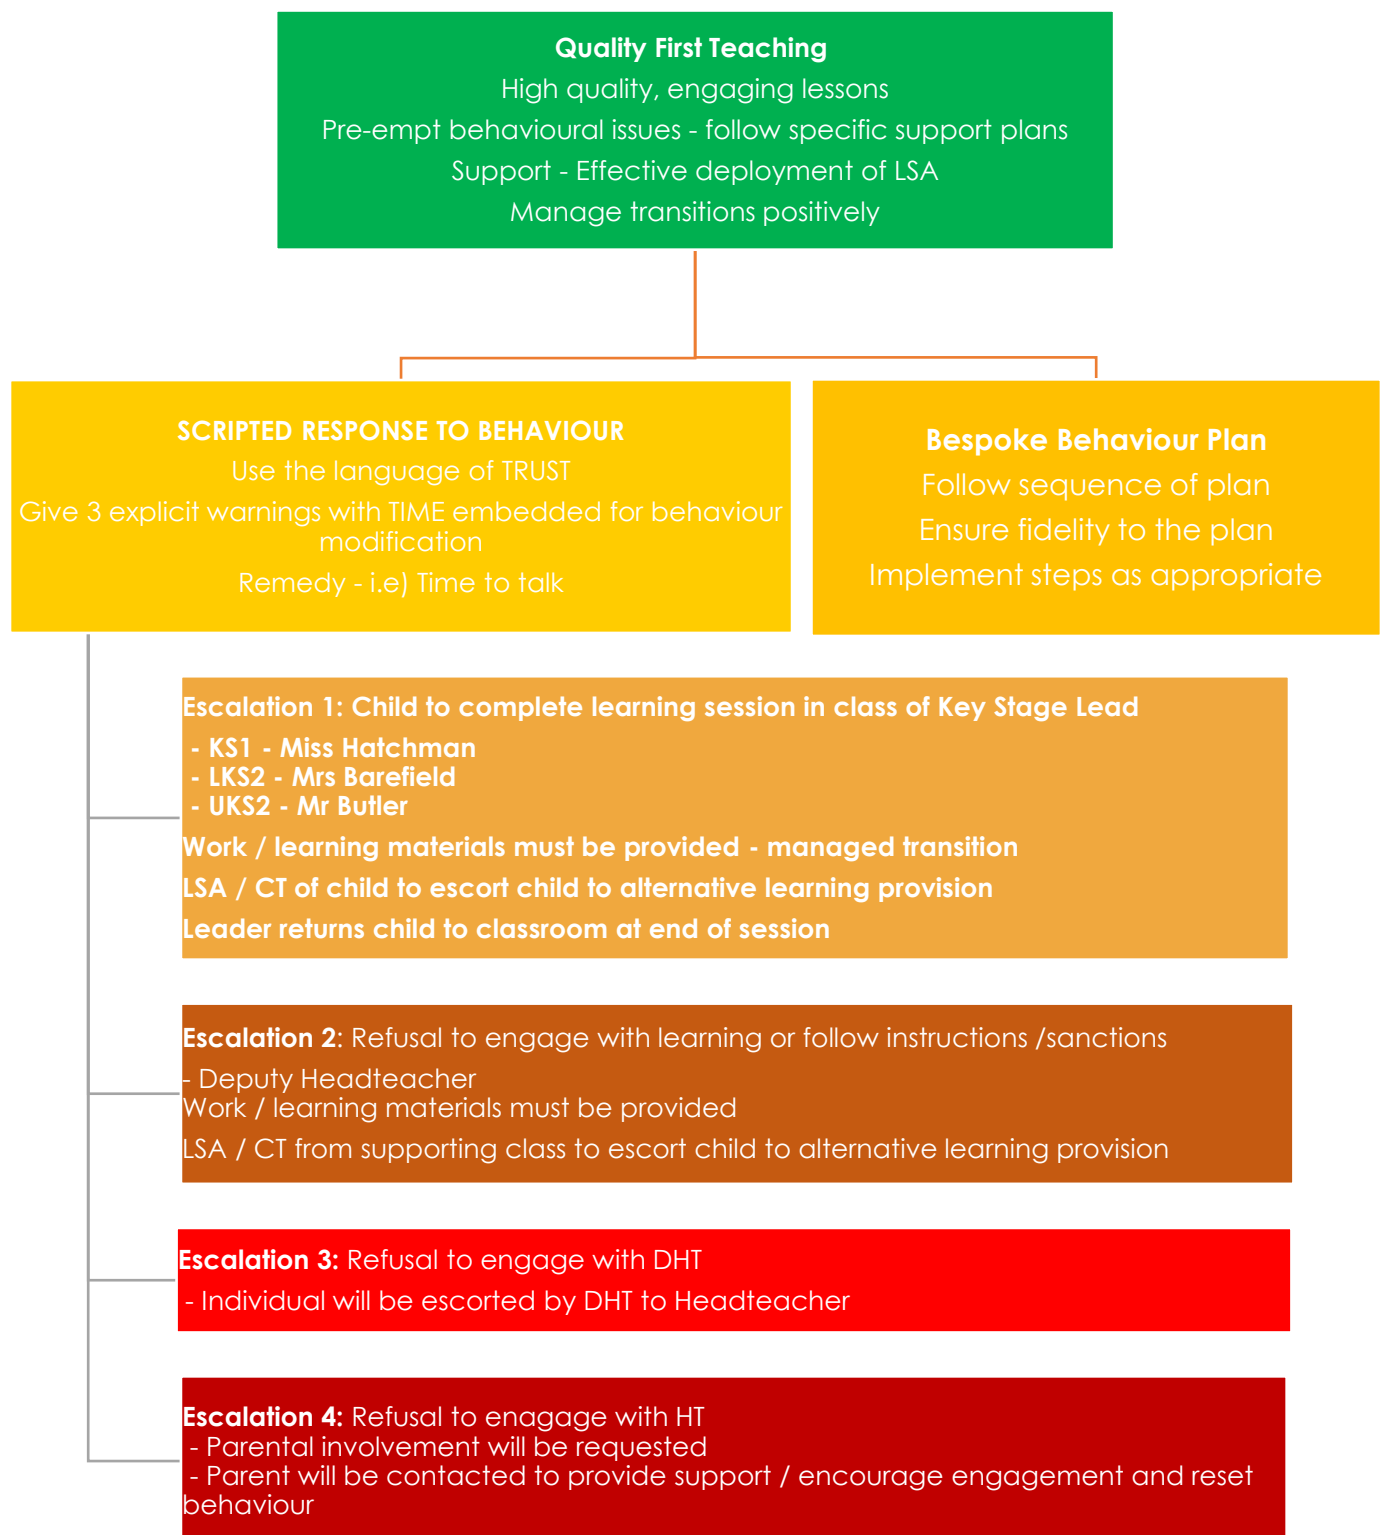 Quality First Teaching
High quality, engaging lessons
Pre-empt behavioural issues - follow specific support plans
Support - Effective deployment of LSA
Manage transitions positively
SCRIPTED RESPONSE TO BEHAVIOUR
Use the language of TRUST
Give 3 explicit warnings with TIME embedded for behaviour
modification
Remedy - i.e) Time to talk
Bespoke Behaviour Plan
Follow sequence of plan
Ensure fidelity to the plan
Implement steps as appropriate
Escalation 1: Child to complete learning session in class of Key Stage Lead
- KS1 - Miss Hatchman
- LKS2 - Mrs Barefield
- UKS2 - Mr Butler
Work / learning materials must be provided - managed transition
LSA / CT of child to escort child to alternative learning provision
Leader returns child to classroom at end of session
Escalation 2: Refusal to engage with learning or follow instructions /sanctions
- Deputy Headteacher
Work / learning materials must be provided
LSA / CT from supporting class to escort child to alternative learning provision
Escalation 3: Refusal to engage with DHT
- Individual will be escorted by DHT to Headteacher
Escalation 4: Refusal to enagage with HT
- Parental involvement will be requested
- Parent will be contacted to provide support / encourage engagement and reset
behaviour